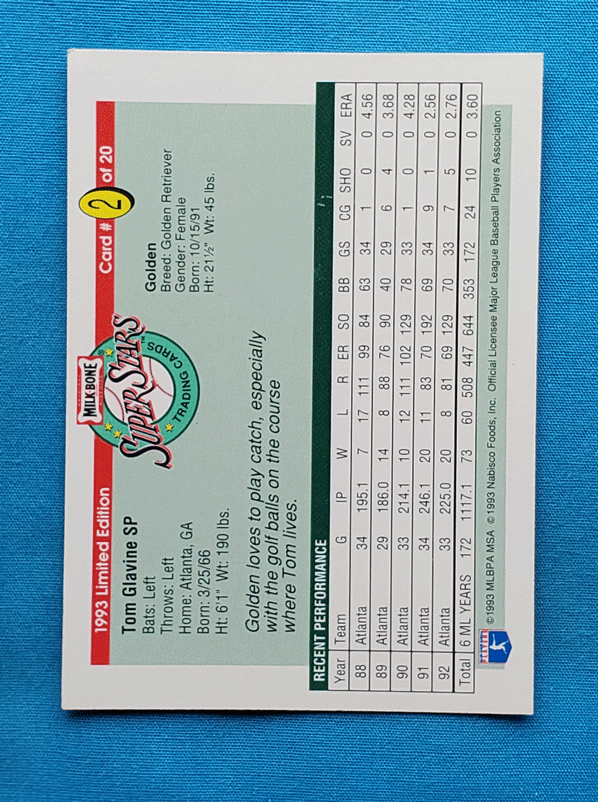 1993 Limited Edition
Card # 2 of 20
MILK-BONE
SUPER STARS™
TRADING CARDS
Tom Glavine SP
Bats: Left
Throws: Left
Home: Atlanta, GA
Born: 3/25/66
Ht: 6'1" Wt: 190 lbs.
Golden
Breed: Golden Retriever
Gender: Female
Born: 10/15/91
Ht: 21½" Wt: 45 lbs.
Golden loves to play catch, especially
with the golf balls on the course
where Tom lives.
RECENT PERFORMANCE
Year Team G IP W L R ER SO BB GS CG SHO SV ERA
88 Atlanta 34 195.1 7 17 111 99 84 63 34 1 0 0 4.56
89 Atlanta 29 186.0 14 8 88 76 90 40 29 6 4 0 3.68
90 Atlanta 33 214.1 10 12 111 102 129 78 33 1 0 0 4.28
91 Atlanta 34 246.1 20 11 83 70 192 69 34 9 1 0 2.56
92 Atlanta 33 225.0 20 8 81 69 129 70 33 7 5 0 2.76
Total 6 ML YEARS 172 1117.1 73 60 508 447 644 353 172 24 10 0 3.60
PLAYERS
©1993 MLBPA MSA ©1993 Nabisco Foods, Inc. Official Licensee Major League Baseball Players Association